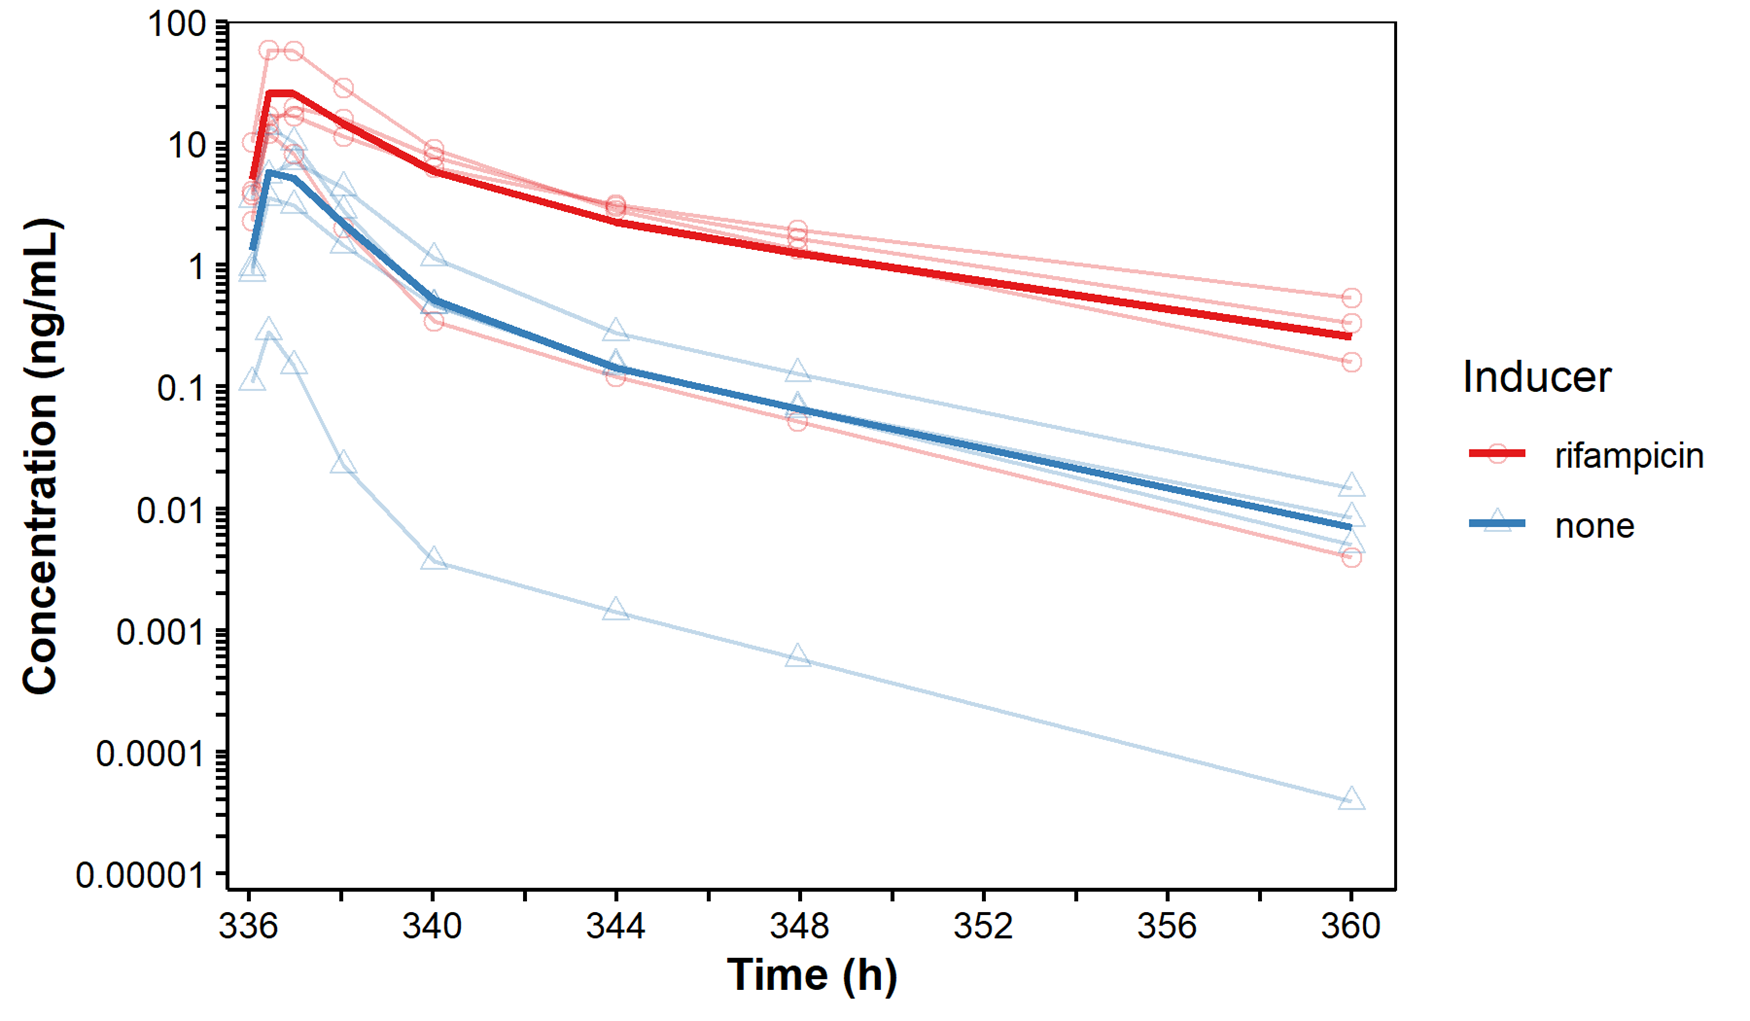 Concentration (ng/mL)
100
10
1
0.1
0.01
0.001
0.0001
0.00001
336 340 344 348 352 356 360
Time (h)
Inducer
rifampicin
none